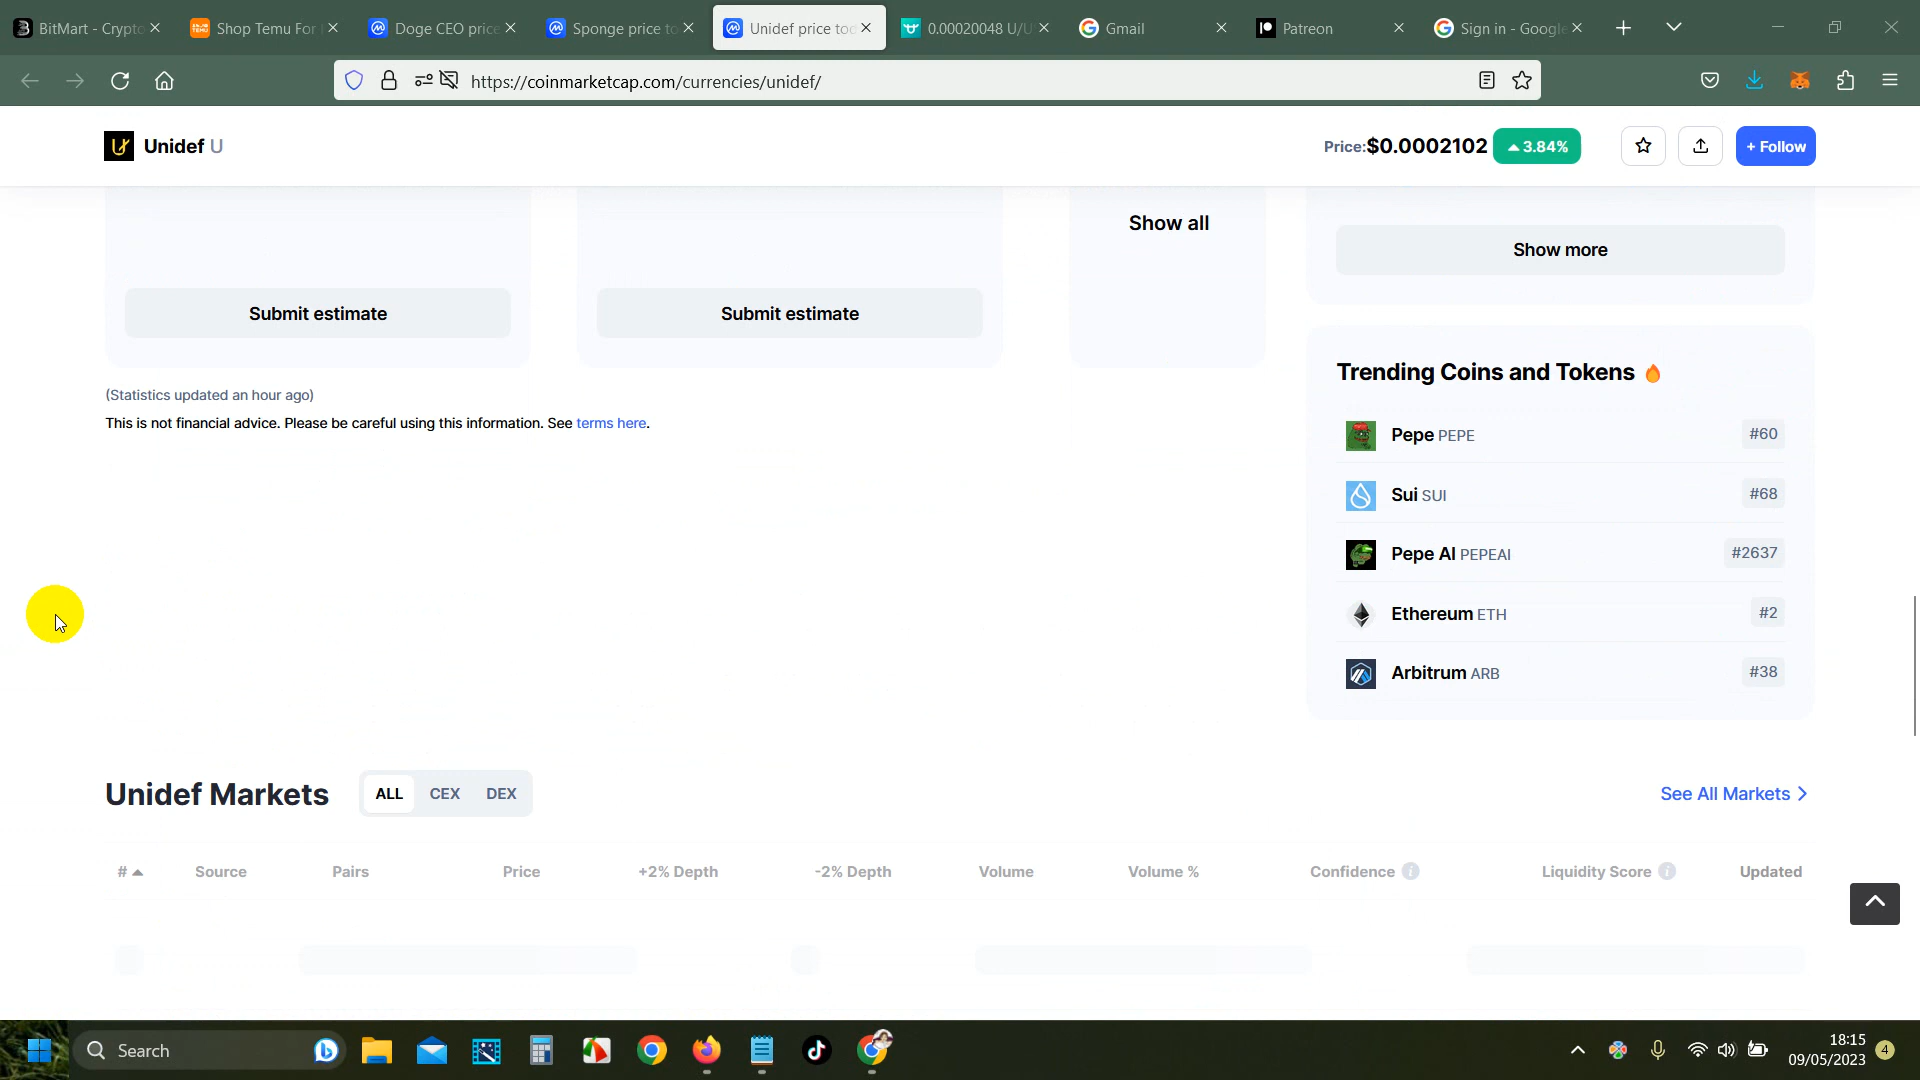 BitMart - Crypto
Shop Temu For
Doge CEO price
Sponge price to
Unidef price tod
0.00020048 U/U
Gmail
Patreon
Sign in - Google
https://coinmarketcap.com/currencies/unidef/
Unidef U
Price:$0.0002102
3.84%
+ Follow
Show all
Show more
Submit estimate
Submit estimate
(Statistics updated an hour ago)
This is not financial advice. Please be careful using this information. See terms here.
Trending Coins and Tokens
Pepe PEPE #60
Sui SUI #68
Pepe AI PEPEAI #2637
Ethereum ETH #2
Arbitrum ARB #38
Unidef Markets
ALL CEX DEX
See All Markets
# Source Pairs Price +2% Depth -2% Depth Volume Volume % Confidence Liquidity Score Updated
Search
18:15
09/05/2023
4